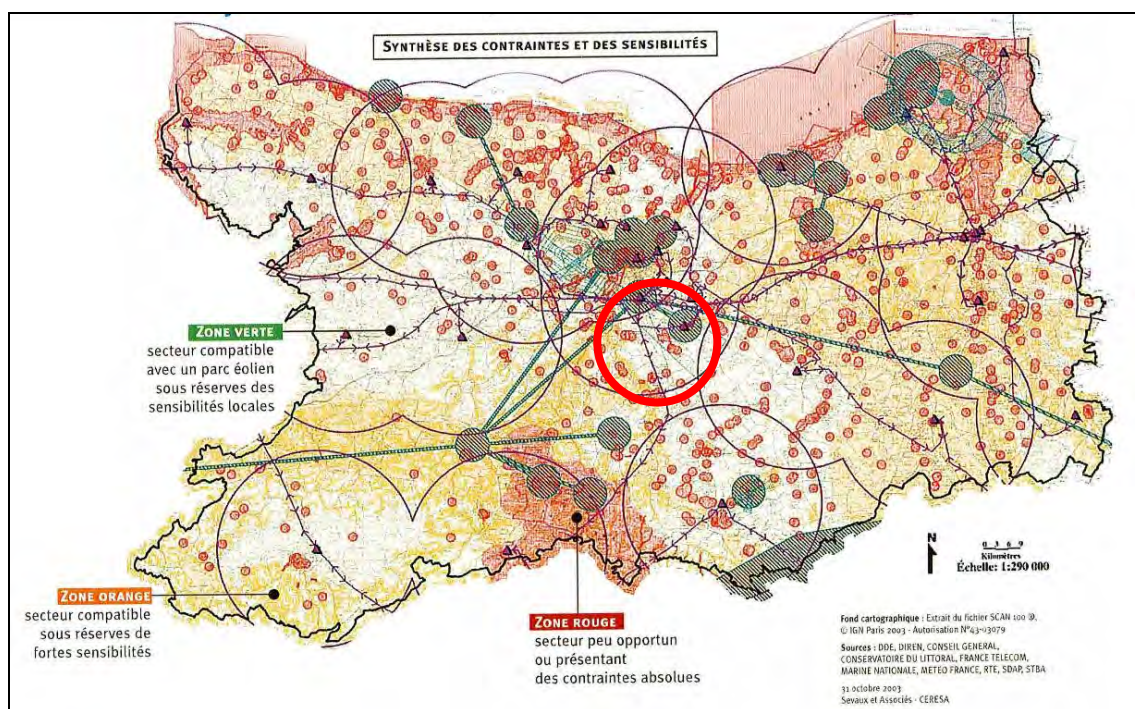 SYNTHÈSE DES CONTRAINTES ET DES SENSIBILITÉS
ZONE VERTE
secteur compatible
avec un parc éolien
sous réserves des
sensibilités locales
ZONE ORANGE
secteur compatible
sous réserves de
fortes sensibilités
ZONE ROUGE
secteur peu opportun
ou présentant
des contraintes absolues
N
0 3 6 9
Kilomètres
Échelle: 1:290 000
Fond cartographique : Extrait du fichier SCAN 100 ®,
© IGN Paris 2003 - Autorisation N°43-03079
Sources : DDE, DIREN, CONSEIL GENERAL,
CONSERVATOIRE DU LITTORAL, FRANCE TELECOM,
MARINE NATIONALE, METEO FRANCE, RTE, SDAP, STBA
31 octobre 2003
Sevaux et Associés - CERESA